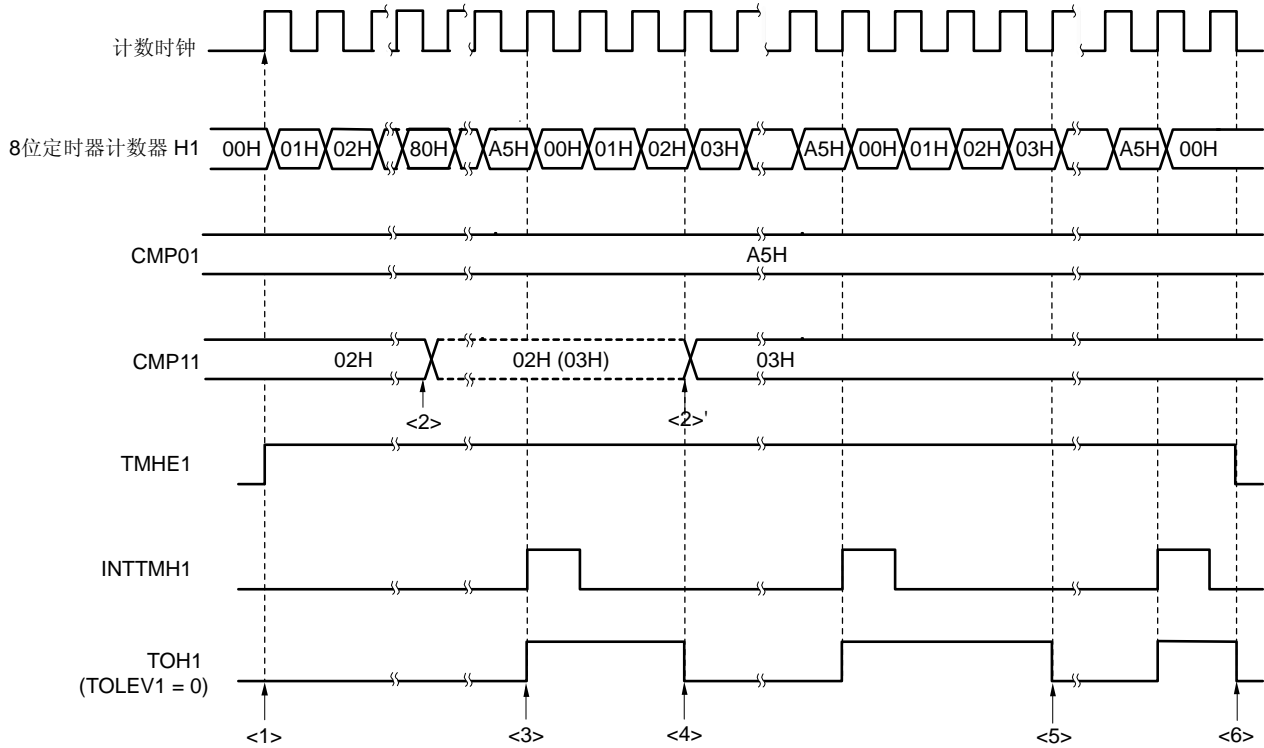 计数时钟
8位定时器计数器 H1 00H 01H 02H 80H A5H 00H 01H 02H 03H A5H 00H 01H 02H 03H A5H 00H
CMP01 A5H
CMP11 02H 02H (03H) 03H
<2> <2>'
TMHE1
INTTMH1
TOH1
(TOLEV1 = 0)
<1> <3> <4> <5> <6>